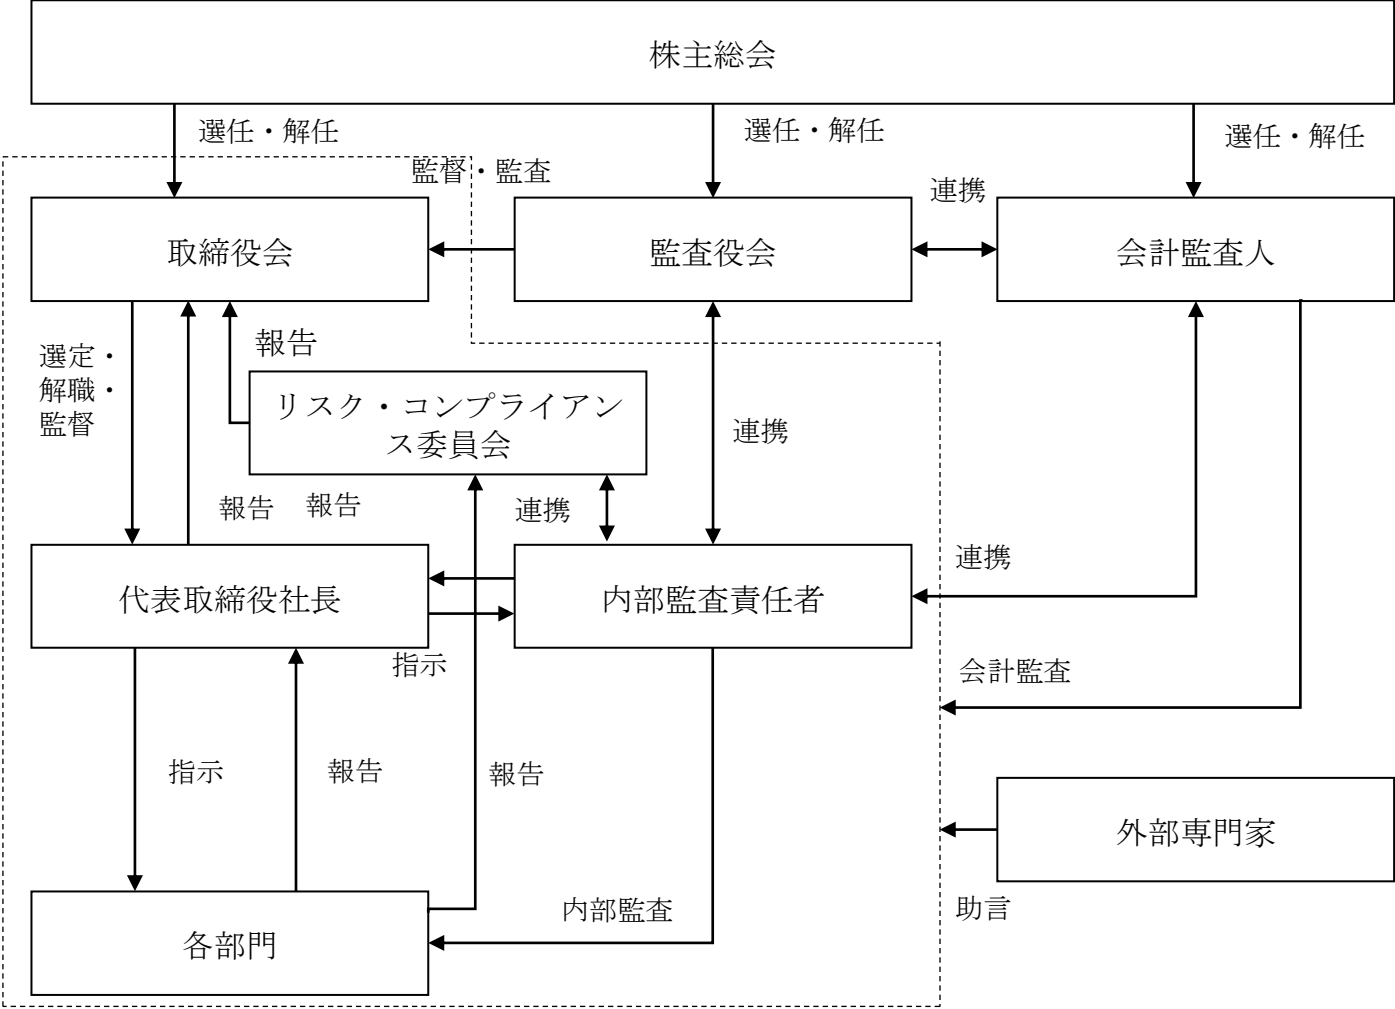 株主総会
選任・解任
選任・解任
選任・解任
監督・監査
連携
取締役会
監査役会
会計監査人
報告
選定・
解職・
監督
リスク・コンプライアン
ス委員会
連携
報告
報告
連携
連携
代表取締役社長
内部監査責任者
指示
会計監査
指示
報告
報告
外部専門家
内部監査
助言
各部門